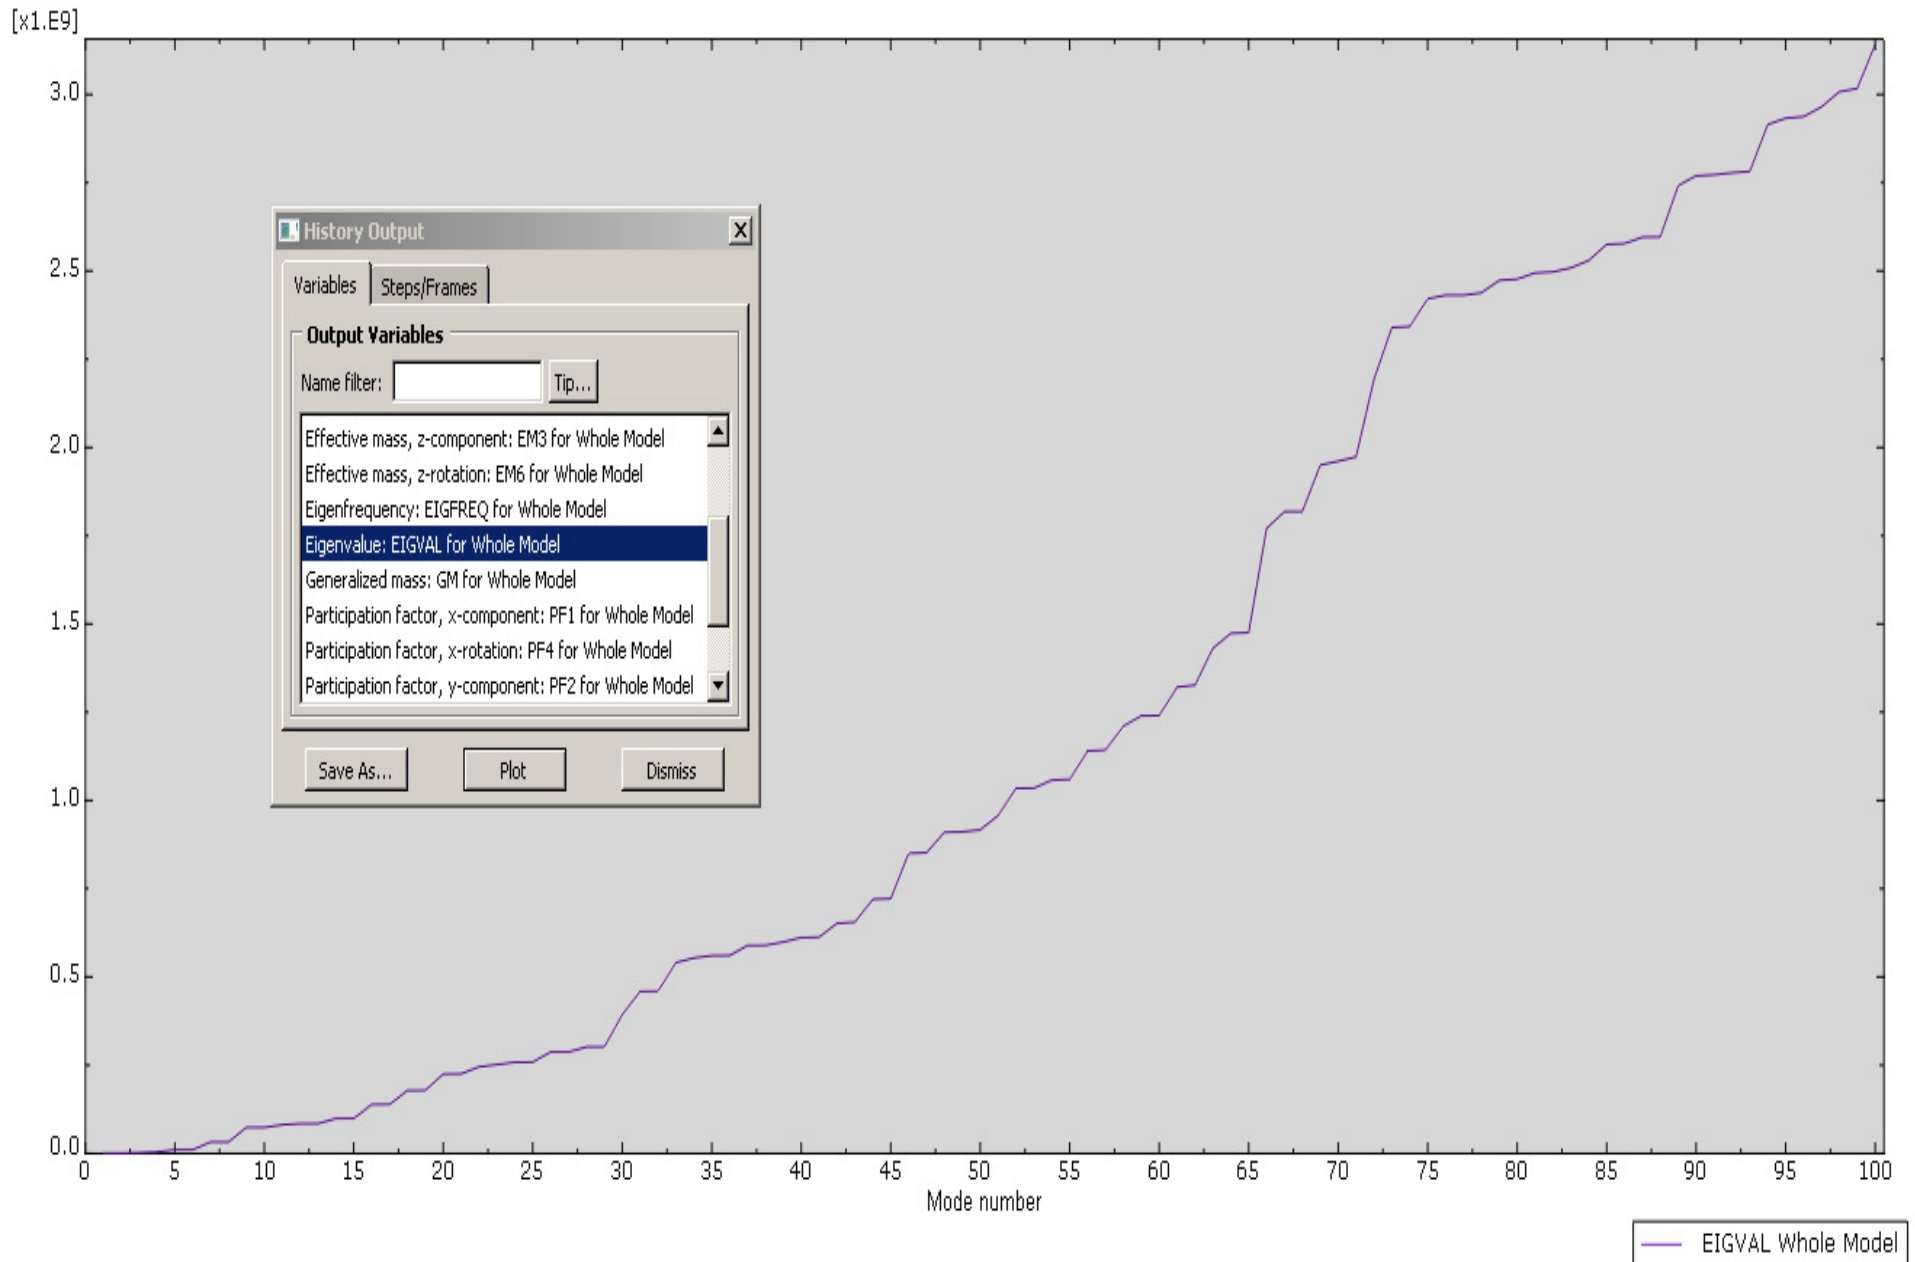 [x1.E9]
3.0
2.5
2.0
1.5
1.0
0.5
0.0
History Output
X
Variables
Steps/Frames
Output Variables
Name filter:
Tip...
Effective mass, z-component: EM3 for Whole Model
Effective mass, z-rotation: EM6 for Whole Model
Eigenfrequency: EIGFREQ for Whole Model
Eigenvalue: EIGVAL for Whole Model
Generalized mass: GM for Whole Model
Participation factor, x-component: PF1 for Whole Model
Participation factor, x-rotation: PF4 for Whole Model
Participation factor, y-component: PF2 for Whole Model
Save As...
Plot
Dismiss
0 5 10 15 20 25 30 35 40 45 50 55 60 65 70 75 80 85 90 95 100
Mode number
EIGVAL Whole Model